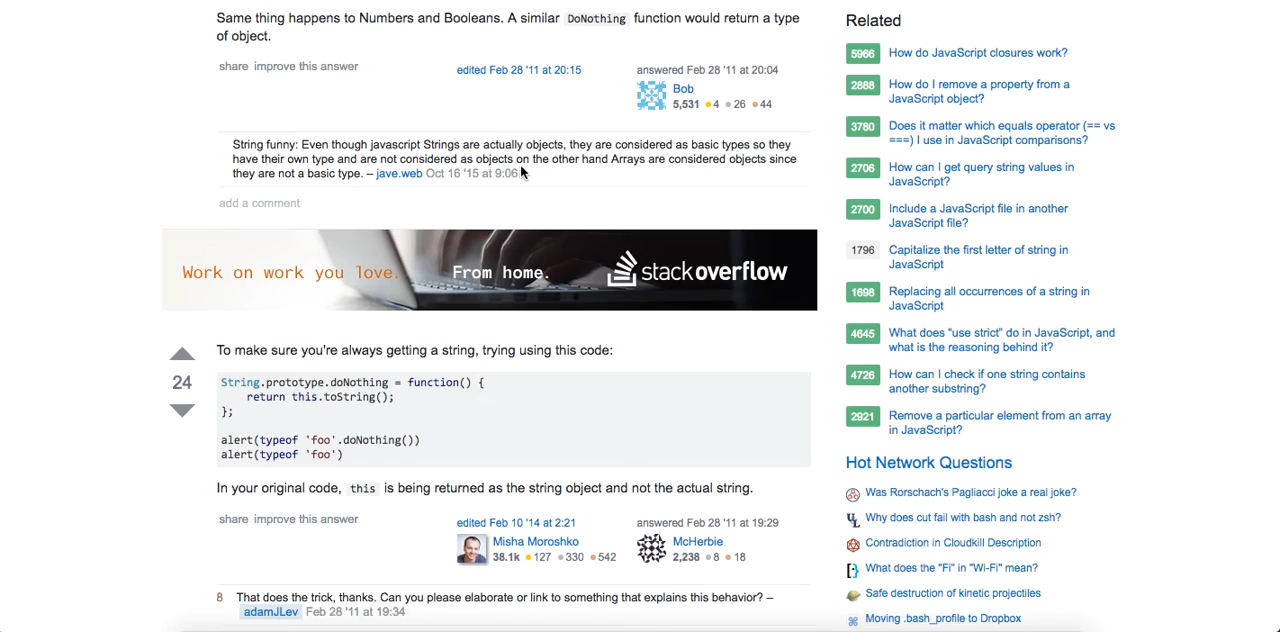 Same thing happens to Numbers and Booleans. A similar DoNothing function would return a type
of object.
share improve this answer
edited Feb 28 '11 at 20:15
answered Feb 28 '11 at 20:04
Bob
5,531 4 26 44
String funny: Even though javascript Strings are actually objects, they are considered as basic types so they
have their own type and are not considered as objects on the other hand Arrays are considered objects since
they are not a basic type. – jave.web Oct 16 '15 at 9:06
add a comment
Work on work you love. From home. stackoverflow
24
To make sure you're always getting a string, trying using this code:
String.prototype.doNothing = function() {
return this.toString();
};
alert(typeof 'foo'.doNothing())
alert(typeof 'foo')
In your original code, this is being returned as the string object and not the actual string.
share improve this answer
edited Feb 10 '14 at 2:21
Misha Moroshko
38.1k 127 330 542
answered Feb 28 '11 at 19:29
McHerbie
2,238 8 18
8 That does the trick, thanks. Can you please elaborate or link to something that explains this behavior? –
adamJLev Feb 28 '11 at 19:34
Related
5966 How do JavaScript closures work?
2888 How do I remove a property from a
JavaScript object?
3780 Does it matter which equals operator (== vs
===) I use in JavaScript comparisons?
2706 How can I get query string values in
JavaScript?
2700 Include a JavaScript file in another
JavaScript file?
1796 Capitalize the first letter of string in
JavaScript
1698 Replacing all occurrences of a string in
JavaScript
4645 What does "use strict" do in JavaScript, and
what is the reasoning behind it?
4726 How can I check if one string contains
another substring?
2921 Remove a particular element from an array
in JavaScript?
Hot Network Questions
Was Rorschach's Pagliacci joke a real joke?
Why does cut fail with bash and not zsh?
Contradiction in Cloudkill Description
What does the "Fi" in "Wi-Fi" mean?
Safe destruction of kinetic projectiles
Moving .bash_profile to Dropbox